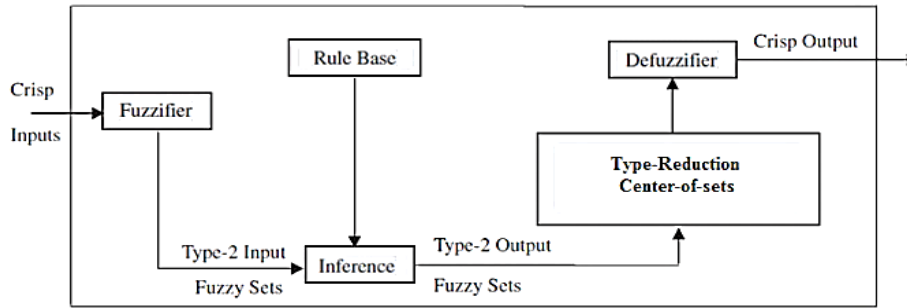 Crisp
Inputs
Fuzzifier
Rule Base
Type-2 Input
Fuzzy Sets
Inference
Type-2 Output
Fuzzy Sets
Type-Reduction
Center-of-sets
Defuzzifier
Crisp Output